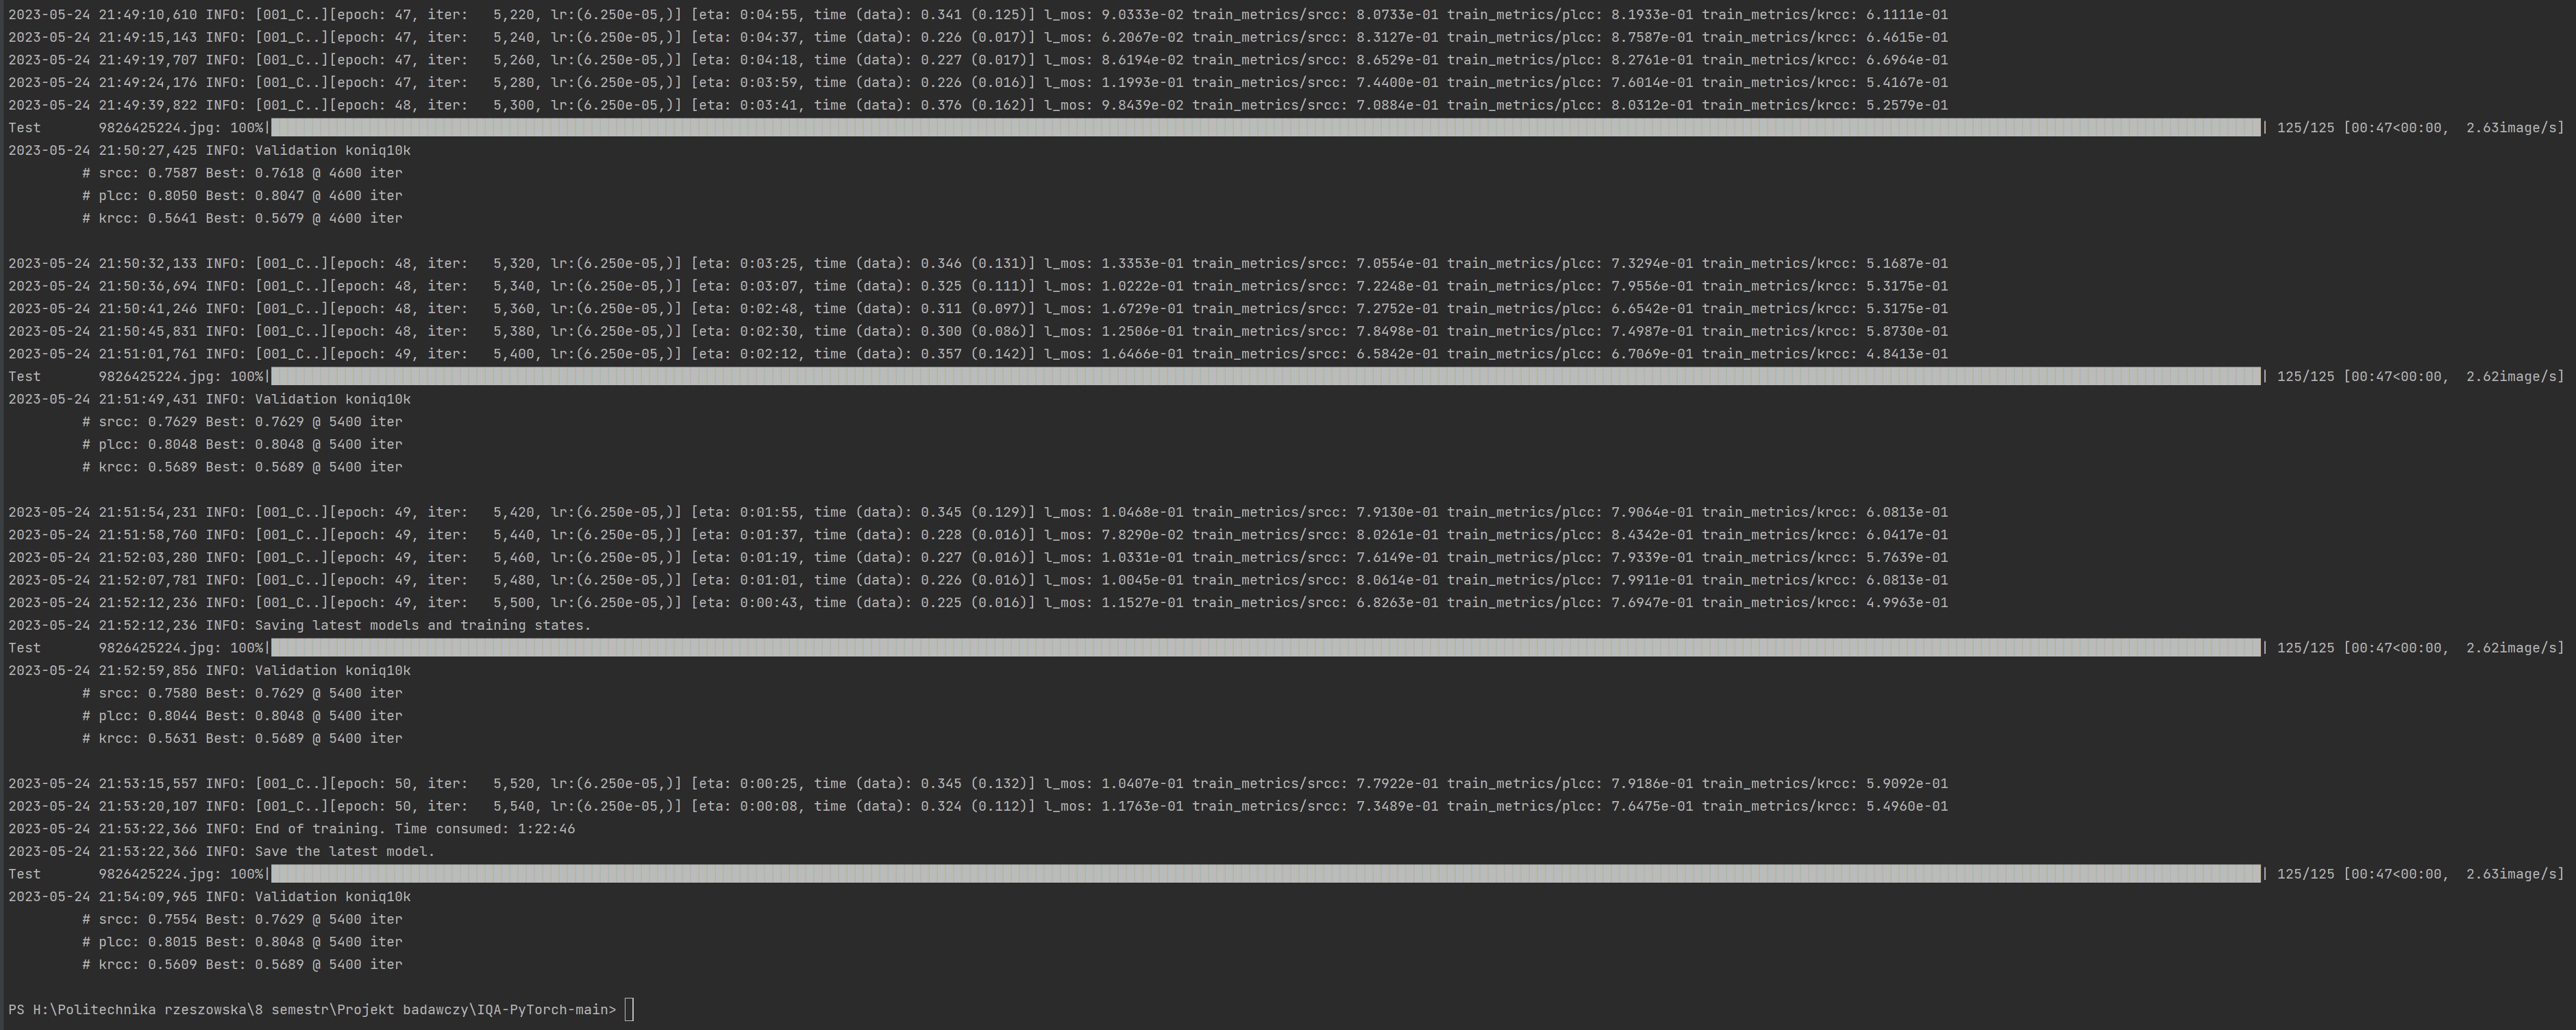 2023-05-24 21:49:10,610 INFO: [001_C..][epoch: 47, iter:   5,220, lr:(6.250e-05,)] [eta: 0:04:55, time (data): 0.341 (0.125)] l_mos: 9.0333e-02 train_metrics/srcc: 8.0733e-01 train_metrics/plcc: 8.1933e-01 train_metrics/krcc: 6.1111e-01
2023-05-24 21:49:15,143 INFO: [001_C..][epoch: 47, iter:   5,240, lr:(6.250e-05,)] [eta: 0:04:37, time (data): 0.226 (0.017)] l_mos: 6.2067e-02 train_metrics/srcc: 8.3127e-01 train_metrics/plcc: 8.7587e-01 train_metrics/krcc: 6.4615e-01
2023-05-24 21:49:19,707 INFO: [001_C..][epoch: 47, iter:   5,260, lr:(6.250e-05,)] [eta: 0:04:18, time (data): 0.227 (0.017)] l_mos: 8.6194e-02 train_metrics/srcc: 8.6529e-01 train_metrics/plcc: 8.2761e-01 train_metrics/krcc: 6.6964e-01
2023-05-24 21:49:24,176 INFO: [001_C..][epoch: 47, iter:   5,280, lr:(6.250e-05,)] [eta: 0:03:59, time (data): 0.226 (0.016)] l_mos: 1.1993e-01 train_metrics/srcc: 7.4400e-01 train_metrics/plcc: 7.6014e-01 train_metrics/krcc: 5.4167e-01
2023-05-24 21:49:39,822 INFO: [001_C..][epoch: 48, iter:   5,300, lr:(6.250e-05,)] [eta: 0:03:41, time (data): 0.376 (0.162)] l_mos: 9.8439e-02 train_metrics/srcc: 7.0884e-01 train_metrics/plcc: 8.0312e-01 train_metrics/krcc: 5.2579e-01
Test       9826425224.jpg: 100%| | 125/125 [00:47<00:00,  2.63image/s]
2023-05-24 21:50:27,425 INFO: Validation koniq10k
# srcc: 0.7587 Best: 0.7618 @ 4600 iter
# plcc: 0.8050 Best: 0.8047 @ 4600 iter
# krcc: 0.5641 Best: 0.5679 @ 4600 iter
2023-05-24 21:50:32,133 INFO: [001_C..][epoch: 48, iter:   5,320, lr:(6.250e-05,)] [eta: 0:03:25, time (data): 0.346 (0.131)] l_mos: 1.3353e-01 train_metrics/srcc: 7.0554e-01 train_metrics/plcc: 7.3294e-01 train_metrics/krcc: 5.1687e-01
2023-05-24 21:50:36,694 INFO: [001_C..][epoch: 48, iter:   5,340, lr:(6.250e-05,)] [eta: 0:03:07, time (data): 0.325 (0.111)] l_mos: 1.0222e-01 train_metrics/srcc: 7.2248e-01 train_metrics/plcc: 7.9556e-01 train_metrics/krcc: 5.3175e-01
2023-05-24 21:50:41,246 INFO: [001_C..][epoch: 48, iter:   5,360, lr:(6.250e-05,)] [eta: 0:02:48, time (data): 0.311 (0.097)] l_mos: 1.6729e-01 train_metrics/srcc: 7.2752e-01 train_metrics/plcc: 6.6542e-01 train_metrics/krcc: 5.3175e-01
2023-05-24 21:50:45,831 INFO: [001_C..][epoch: 48, iter:   5,380, lr:(6.250e-05,)] [eta: 0:02:30, time (data): 0.300 (0.086)] l_mos: 1.2506e-01 train_metrics/srcc: 7.8498e-01 train_metrics/plcc: 7.4987e-01 train_metrics/krcc: 5.8730e-01
2023-05-24 21:51:01,761 INFO: [001_C..][epoch: 49, iter:   5,400, lr:(6.250e-05,)] [eta: 0:02:12, time (data): 0.357 (0.142)] l_mos: 1.6466e-01 train_metrics/srcc: 6.5842e-01 train_metrics/plcc: 6.7069e-01 train_metrics/krcc: 4.8413e-01
Test       9826425224.jpg: 100%| | 125/125 [00:47<00:00,  2.62image/s]
2023-05-24 21:51:49,431 INFO: Validation koniq10k
# srcc: 0.7629 Best: 0.7629 @ 5400 iter
# plcc: 0.8048 Best: 0.8048 @ 5400 iter
# krcc: 0.5689 Best: 0.5689 @ 5400 iter
2023-05-24 21:51:54,231 INFO: [001_C..][epoch: 49, iter:   5,420, lr:(6.250e-05,)] [eta: 0:01:55, time (data): 0.345 (0.129)] l_mos: 1.0468e-01 train_metrics/srcc: 7.9130e-01 train_metrics/plcc: 7.9064e-01 train_metrics/krcc: 6.0813e-01
2023-05-24 21:51:58,760 INFO: [001_C..][epoch: 49, iter:   5,440, lr:(6.250e-05,)] [eta: 0:01:37, time (data): 0.228 (0.016)] l_mos: 7.8290e-02 train_metrics/srcc: 8.0261e-01 train_metrics/plcc: 8.4342e-01 train_metrics/krcc: 6.0417e-01
2023-05-24 21:52:03,280 INFO: [001_C..][epoch: 49, iter:   5,460, lr:(6.250e-05,)] [eta: 0:01:19, time (data): 0.227 (0.016)] l_mos: 1.0331e-01 train_metrics/srcc: 7.6149e-01 train_metrics/plcc: 7.9339e-01 train_metrics/krcc: 5.7639e-01
2023-05-24 21:52:07,781 INFO: [001_C..][epoch: 49, iter:   5,480, lr:(6.250e-05,)] [eta: 0:01:01, time (data): 0.226 (0.016)] l_mos: 1.0045e-01 train_metrics/srcc: 8.0614e-01 train_metrics/plcc: 7.9911e-01 train_metrics/krcc: 6.0813e-01
2023-05-24 21:52:12,236 INFO: [001_C..][epoch: 49, iter:   5,500, lr:(6.250e-05,)] [eta: 0:00:43, time (data): 0.225 (0.016)] l_mos: 1.1527e-01 train_metrics/srcc: 6.8263e-01 train_metrics/plcc: 7.6947e-01 train_metrics/krcc: 4.9963e-01
2023-05-24 21:52:12,236 INFO: Saving latest models and training states.
Test       9826425224.jpg: 100%| | 125/125 [00:47<00:00,  2.62image/s]
2023-05-24 21:52:59,856 INFO: Validation koniq10k
# srcc: 0.7580 Best: 0.7629 @ 5400 iter
# plcc: 0.8044 Best: 0.8048 @ 5400 iter
# krcc: 0.5631 Best: 0.5689 @ 5400 iter
2023-05-24 21:53:15,557 INFO: [001_C..][epoch: 50, iter:   5,520, lr:(6.250e-05,)] [eta: 0:00:25, time (data): 0.345 (0.132)] l_mos: 1.0407e-01 train_metrics/srcc: 7.7922e-01 train_metrics/plcc: 7.9186e-01 train_metrics/krcc: 5.9092e-01
2023-05-24 21:53:20,107 INFO: [001_C..][epoch: 50, iter:   5,540, lr:(6.250e-05,)] [eta: 0:00:08, time (data): 0.324 (0.112)] l_mos: 1.1763e-01 train_metrics/srcc: 7.3489e-01 train_metrics/plcc: 7.6475e-01 train_metrics/krcc: 5.4960e-01
2023-05-24 21:53:22,366 INFO: End of training. Time consumed: 1:22:46
2023-05-24 21:53:22,366 INFO: Save the latest model.
Test       9826425224.jpg: 100%| | 125/125 [00:47<00:00,  2.63image/s]
2023-05-24 21:54:09,965 INFO: Validation koniq10k
# srcc: 0.7554 Best: 0.7629 @ 5400 iter
# plcc: 0.8015 Best: 0.8048 @ 5400 iter
# krcc: 0.5609 Best: 0.5689 @ 5400 iter
PS H:\Politechnika rzeszowska\8 semestr\Projekt badawczy\IQA-PyTorch-main>